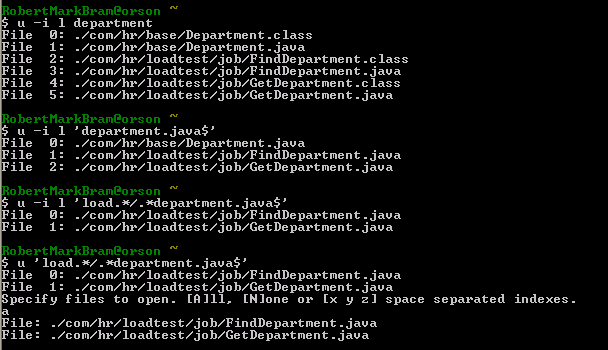 RobertMarkBram@orson ~
$ u -i l department
File  0: ./com/hr/base/Department.class
File  1: ./com/hr/base/Department.java
File  2: ./com/hr/loadtest/job/FindDepartment.class
File  3: ./com/hr/loadtest/job/FindDepartment.java
File  4: ./com/hr/loadtest/job/GetDepartment.class
File  5: ./com/hr/loadtest/job/GetDepartment.java
RobertMarkBram@orson ~
$ u -i l 'department.java$'
File  0: ./com/hr/base/Department.java
File  1: ./com/hr/loadtest/job/FindDepartment.java
File  2: ./com/hr/loadtest/job/GetDepartment.java
RobertMarkBram@orson ~
$ u -i l 'load.*/.*department.java$'
File  0: ./com/hr/loadtest/job/FindDepartment.java
File  1: ./com/hr/loadtest/job/GetDepartment.java
RobertMarkBram@orson ~
$ u 'load.*/.*department.java$'
File  0: ./com/hr/loadtest/job/FindDepartment.java
File  1: ./com/hr/loadtest/job/GetDepartment.java
Specify files to open. [A]ll, [N]one or [x y z] space separated indexes.
a
File: ./com/hr/loadtest/job/FindDepartment.java
File: ./com/hr/loadtest/job/GetDepartment.java